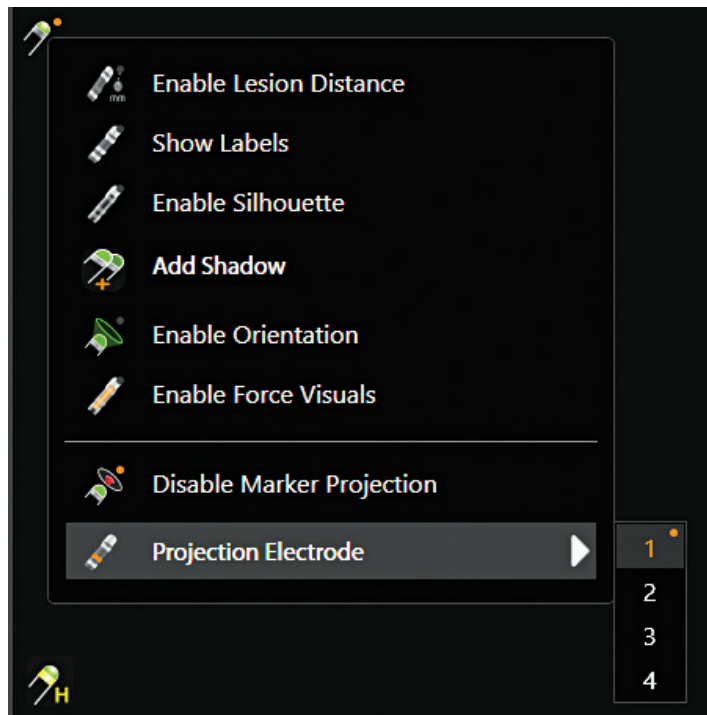 mm
Enable Lesion Distance
Show Labels
Enable Silhouette
Add Shadow
Enable Orientation
Enable Force Visuals
Disable Marker Projection
Projection Electrode
1
2
3
4
H